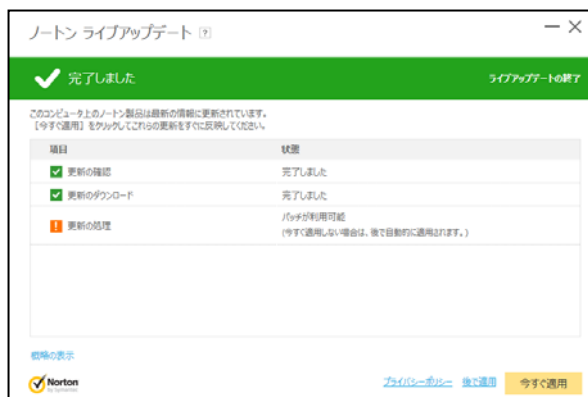 ノートン ライブアップデート ?
完了しました
ライブアップデートの終了
このコンピュータ上のノートン製品は最新の情報に更新されています。
[今すぐ適用] をクリックしてこれらの更新をすぐに反映してください。
項目 状態
更新の確認 完了しました
更新のダウンロード 完了しました
! 更新の処理 パッチが利用可能
(今すぐ適用しない場合は、後で自動的に適用されます。)
概略の表示
Norton
by Symantec
プライバシーポリシー 後で適用 今すぐ適用